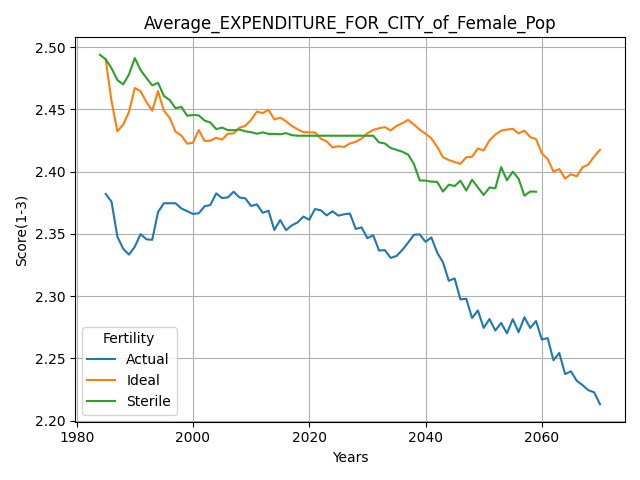 Average_EXPENDITURE_FOR_CITY_of_Female_Pop
2.50
2.45
2.40
2.35
2.30
2.25
2.20
Score(1-3)
Fertility
Actual
Ideal
Sterile
1980
2000
2020
2040
2060
Years